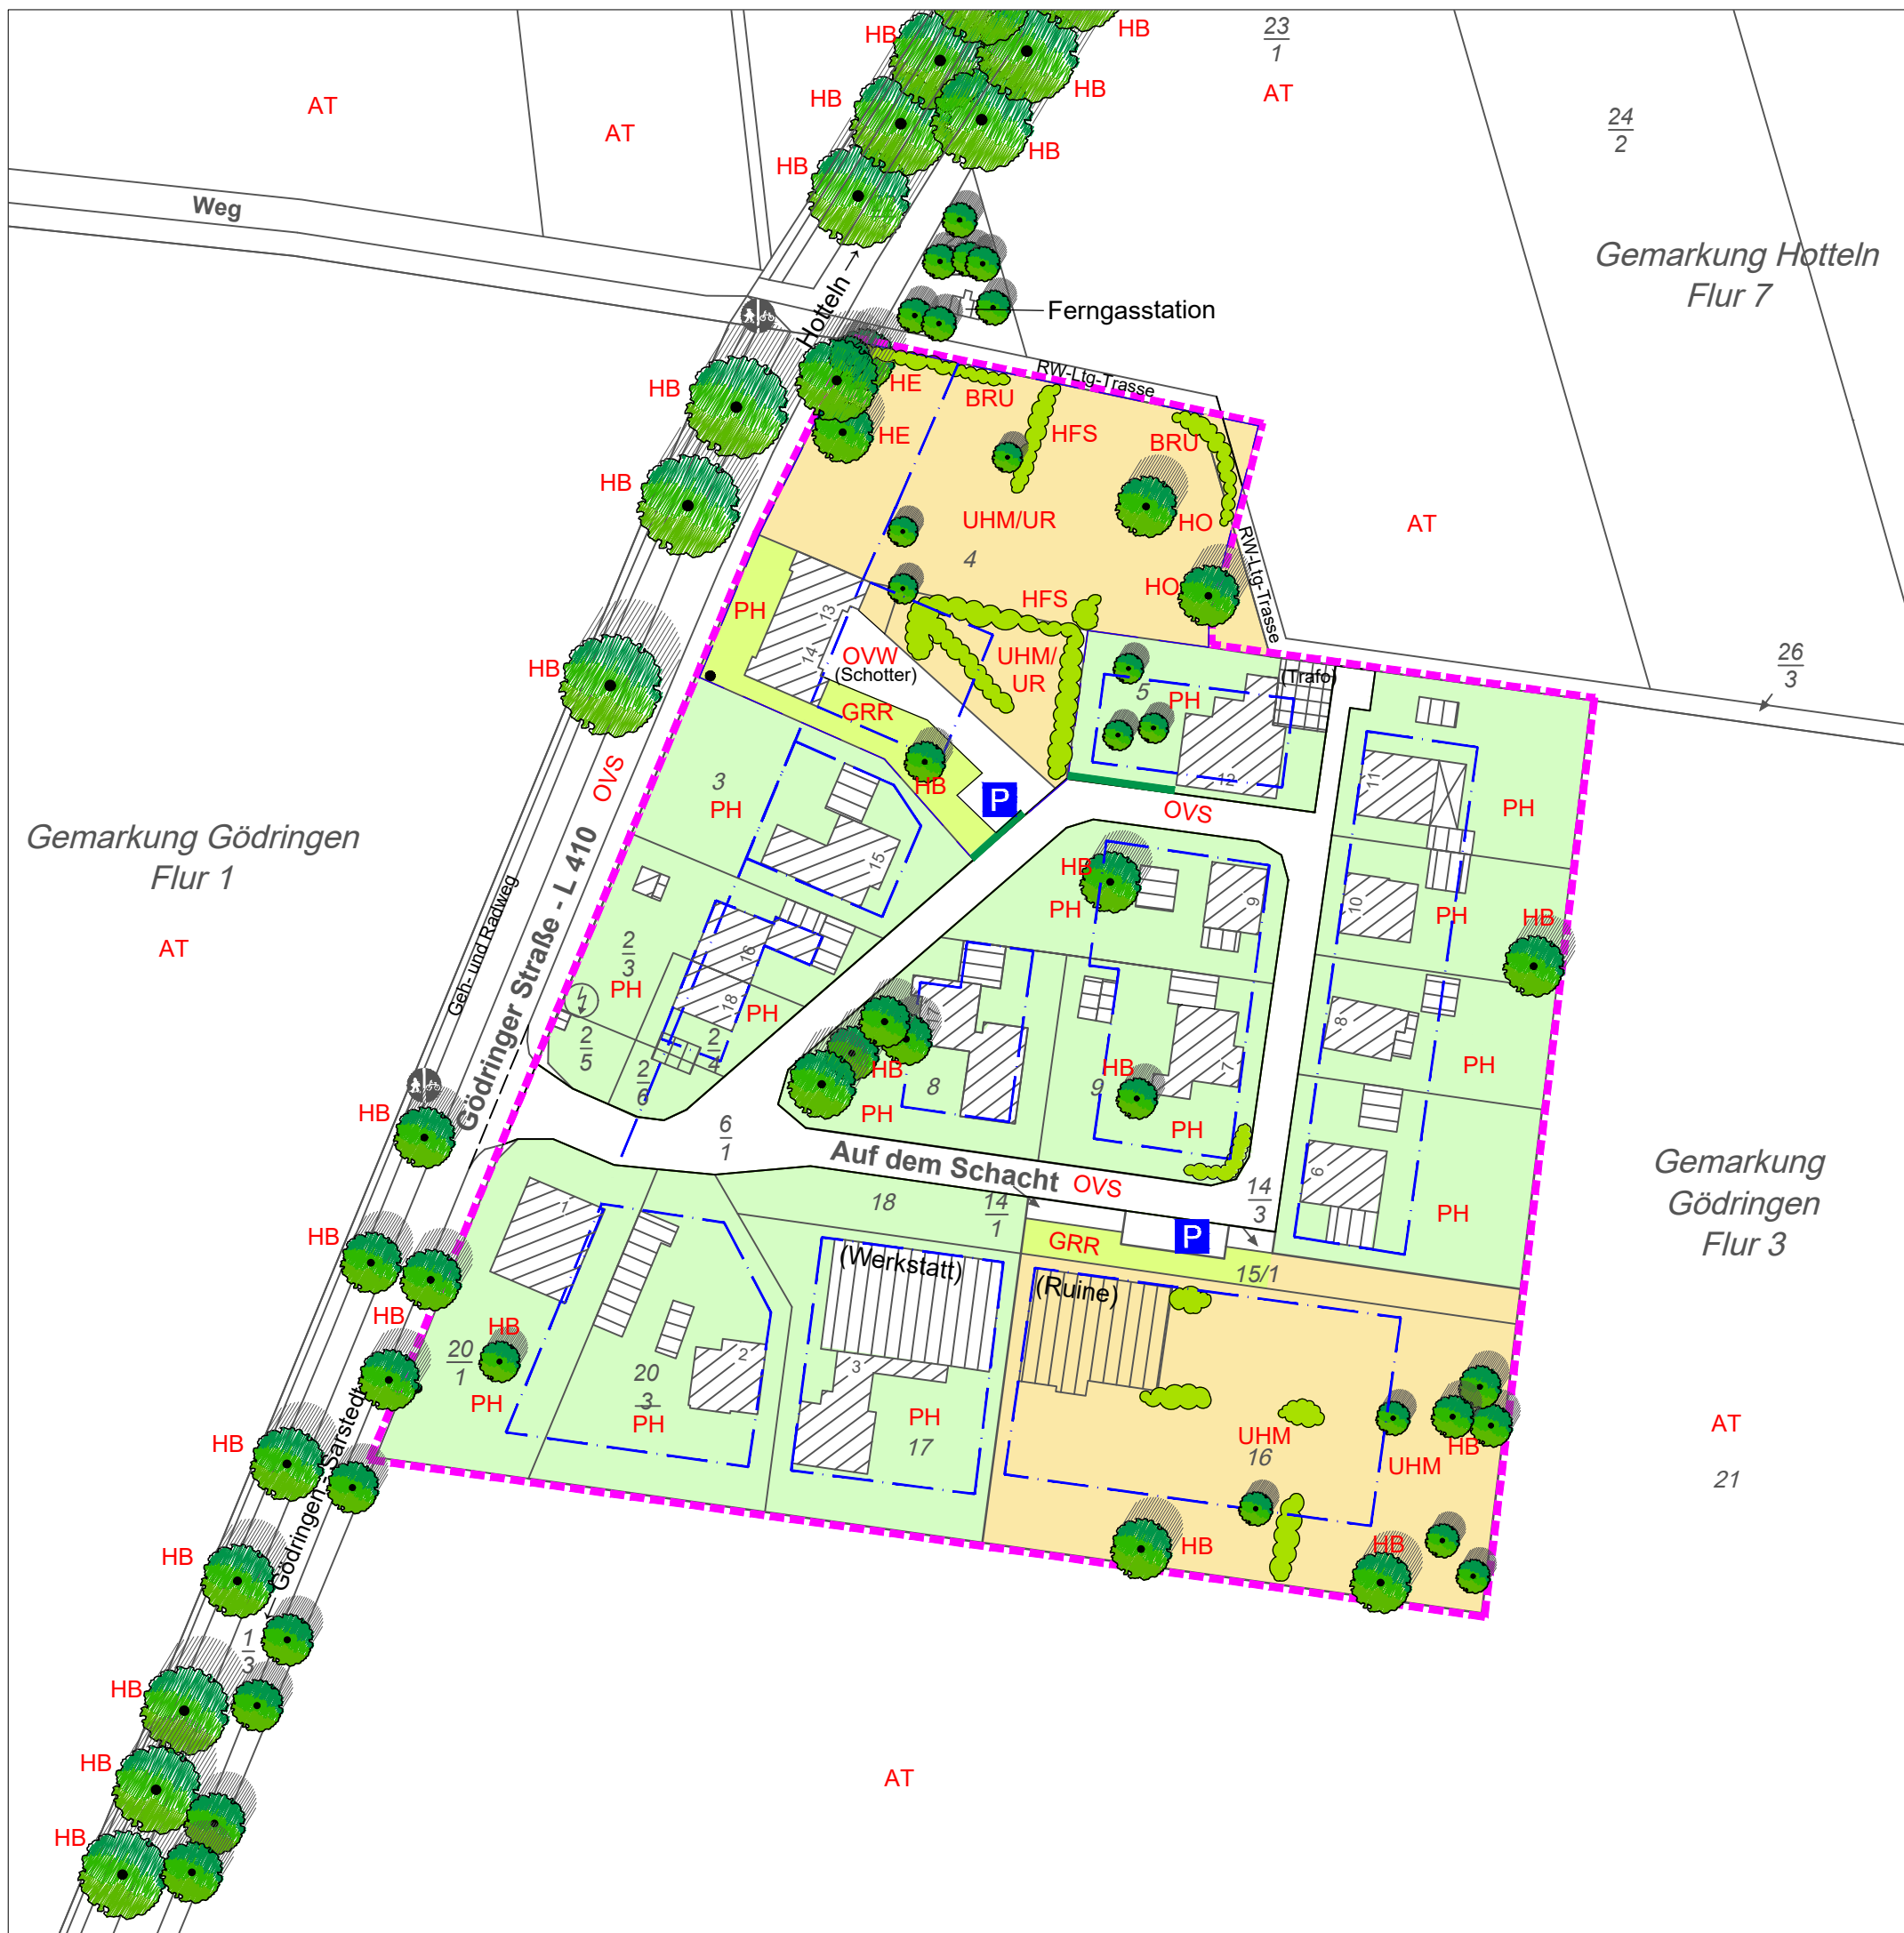 HB
HB
23
1
AT
AT
HB
HB
AT
24
2
HB
HB
Weg
Gemarkung Hotteln
Flur 7
Hotteln →
Ferngasstation
RW-Ltg-Trasse
HB
HE
BRU
HE
HFS
BRU
HB
UHM/UR
HO
AT
4
RW-Ltg-Trasse
HO
HFS
PH
13
14
OVW
(Schotter)
UHM/
UR
HB
(Trafo)
26
3
5
PH
GRR
12
11
OVS
3
PH
HB
P
OVS
PH
Gemarkung Gödringen
Flur 1
15
HB
9
PH
10
PH
HB
AT
Geh- und Radweg
Gödringer Straße - L 410
2
3
PH
16
18
PH
2
5
2
4
2
6
8
PH
HB
8
PH
HB
9
7
PH
HB
6
1
Auf dem Schacht
OVS
Gemarkung
Gödringen
Flur 3
18
14
1
14
3
6
PH
1
HB
GRR
P
15/1
(Werkstatt)
(Ruine)
HB
HB
20
1
PH
20
3
PH
2
3
PH
17
UHM
16
UHM
HB
AT
21
HB
Gödringen - Sarstedt
HB
HB
HB
1
3
HB
HB
AT
HB